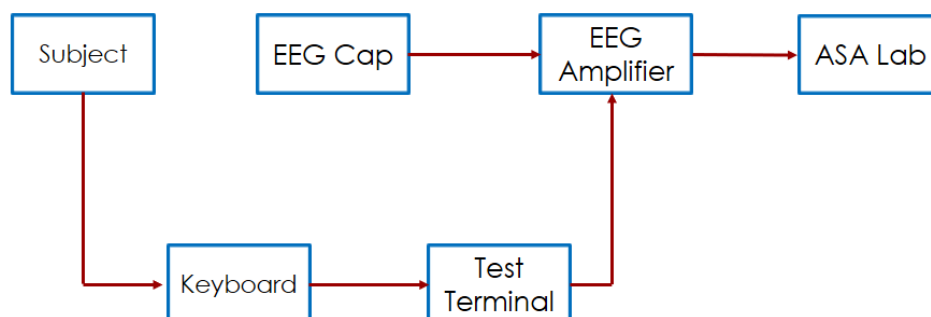 Subject
EEG Cap
EEG
Amplifier
ASA Lab
Keyboard
Test
Terminal